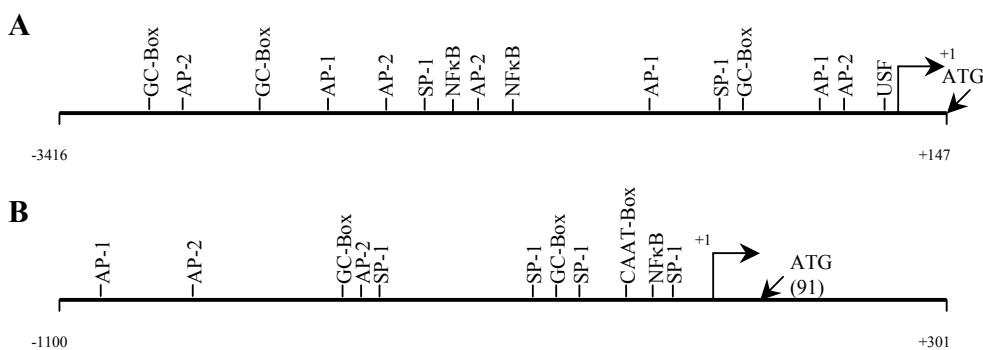 A
GC-Box
AP-2
GC-Box
AP-1
AP-2
SP-1
NFκB
AP-2
NFκB
AP-1
SP-1
GC-Box
AP-1
AP-2
USF
+1
ATG
-3416
+147
B
AP-1
AP-2
GC-Box
AP-2
SP-1
SP-1
GC-Box
SP-1
CAAT-Box
NFκB
SP-1
+1
ATG
(91)
-1100
+301